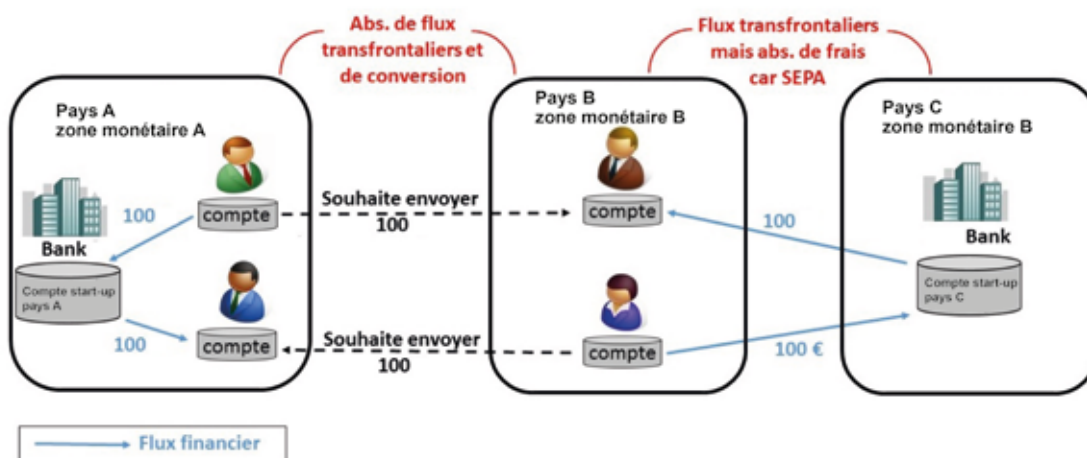 Abs. de flux
transfrontaliers et
de conversion
Flux transfrontaliers
mais abs. de frais
car SEPA
Pays A
zone monétaire A
Pays B
zone monétaire B
Pays C
zone monétaire B
100
compte
Souhaite envoyer
100
compte
100
Bank
Bank
Compte start-up
pays A
Compte start-up
pays C
100
compte
Souhaite envoyer
100
compte
100 €
Flux financier